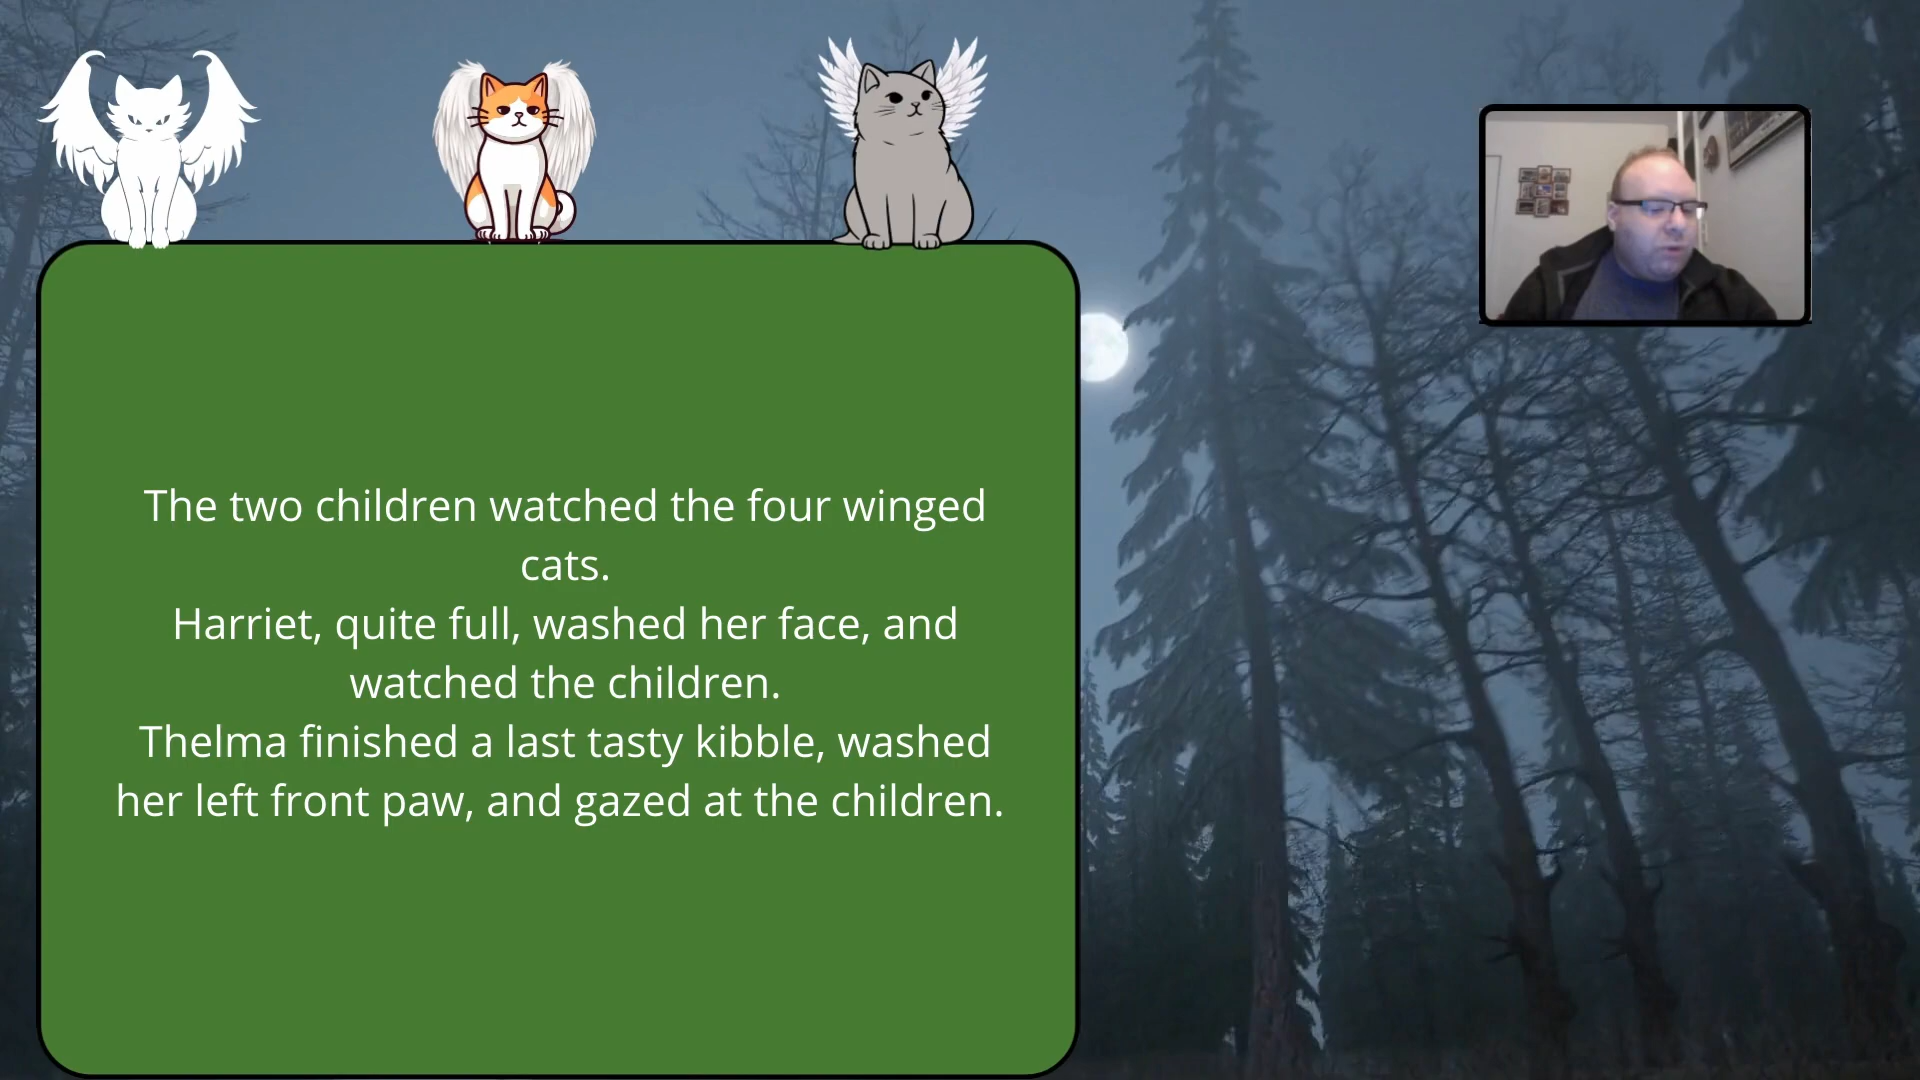 The two children watched the four winged
cats.
Harriet, quite full, washed her face, and
watched the children.
Thelma finished a last tasty kibble, washed
her left front paw, and gazed at the children.